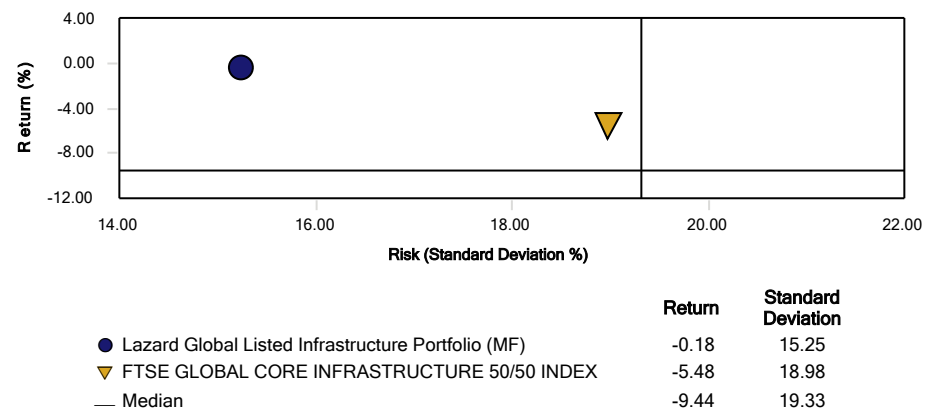 4.00
0.00
-4.00
-8.00
-12.00
Return (%)
14.00 16.00 18.00 20.00 22.00
Risk (Standard Deviation %)
Return Standard Deviation
Lazard Global Listed Infrastructure Portfolio (MF) -0.18 15.25
FTSE GLOBAL CORE INFRASTRUCTURE 50/50 INDEX -5.48 18.98
Median -9.44 19.33